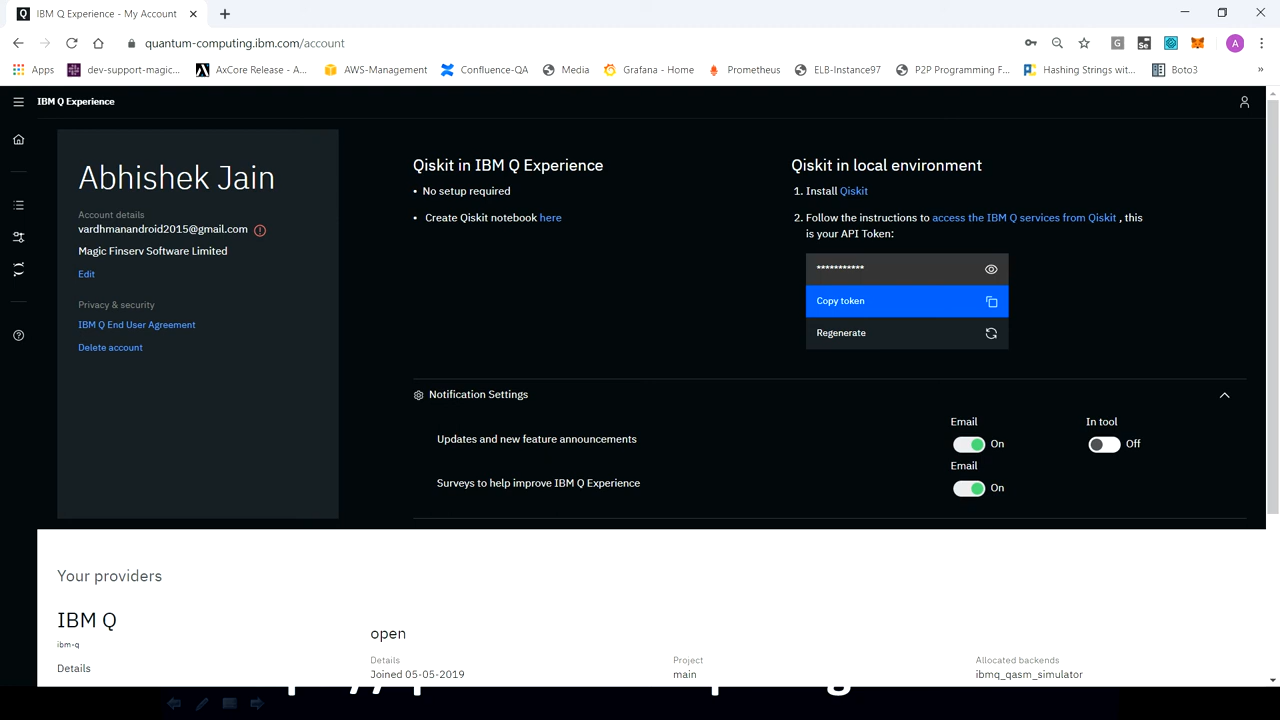 IBM Q Experience - My Account
quantum-computing.ibm.com/account
Apps
dev-support-magic...
AxCore Release - A...
AWS-Management
Confluence-QA
Media
Grafana - Home
Prometheus
ELB-Instance97
P2P Programming F...
Hashing Strings with...
Boto3
»
IBM Q Experience
Abhishek Jain
Account details
vardhmanandroid2015@gmail.com
Magic Finserv Software Limited
Edit
Privacy & security
IBM Q End User Agreement
Delete account
Qiskit in IBM Q Experience
• No setup required
• Create Qiskit notebook here
Qiskit in local environment
1. Install Qiskit
2. Follow the instructions to access the IBM Q services from Qiskit , this
is your API Token:
***********
Copy token
Regenerate
Notification Settings
Email
In tool
Updates and new feature announcements
On
Off
Email
Surveys to help improve IBM Q Experience
On
Your providers
IBM Q
ibm-q
Details
open
Details
Joined 05-05-2019
Project
main
Allocated backends
ibmq_qasm_simulator